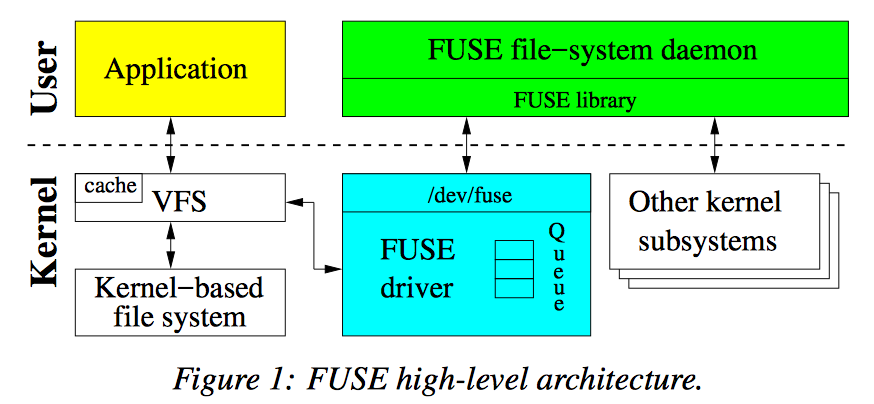 User
Application
FUSE file−system daemon
FUSE library
Kernel
cache
VFS
Kernel−based
file system
/dev/fuse
FUSE
driver
Queue
Other kernel
subsystems
Figure 1: FUSE high-level architecture.